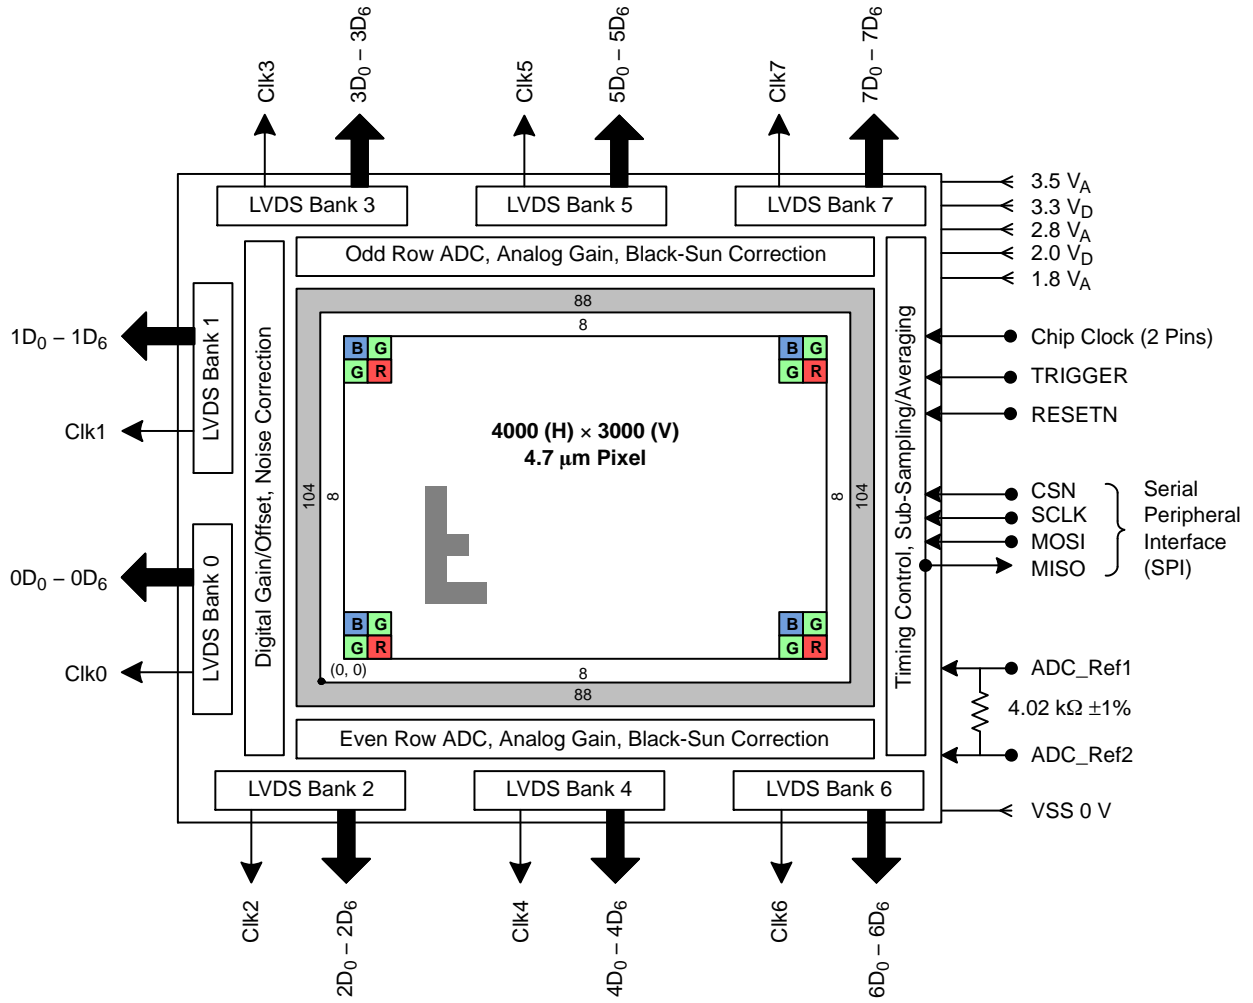 3D0 – 3D6
5D0 – 5D6
7D0 – 7D6
Clk3
Clk5
Clk7
LVDS Bank 3
LVDS Bank 5
LVDS Bank 7
3.5 VA
3.3 VD
2.8 VA
2.0 VD
1.8 VA
Odd Row ADC, Analog Gain, Black-Sun Correction
88
8
1D0 – 1D6
Clk1
LVDS Bank 1
Digital Gain/Offset, Noise Correction
104
8
B G
G R
B G
G R
4000 (H) × 3000 (V)
4.7 μm Pixel
8
104
Timing Control, Sub-Sampling/Averaging
Chip Clock (2 Pins)
TRIGGER
RESETN
CSN
SCLK
MOSI
MISO
Serial
Peripheral
Interface
(SPI)
0D0 – 0D6
Clk0
LVDS Bank 0
B G
G R
B G
G R
(0, 0)
8
88
ADC_Ref1
4.02 kΩ ±1%
ADC_Ref2
Even Row ADC, Analog Gain, Black-Sun Correction
LVDS Bank 2
LVDS Bank 4
LVDS Bank 6
VSS 0 V
Clk2
2D0 – 2D6
Clk4
4D0 – 4D6
Clk6
6D0 – 6D6